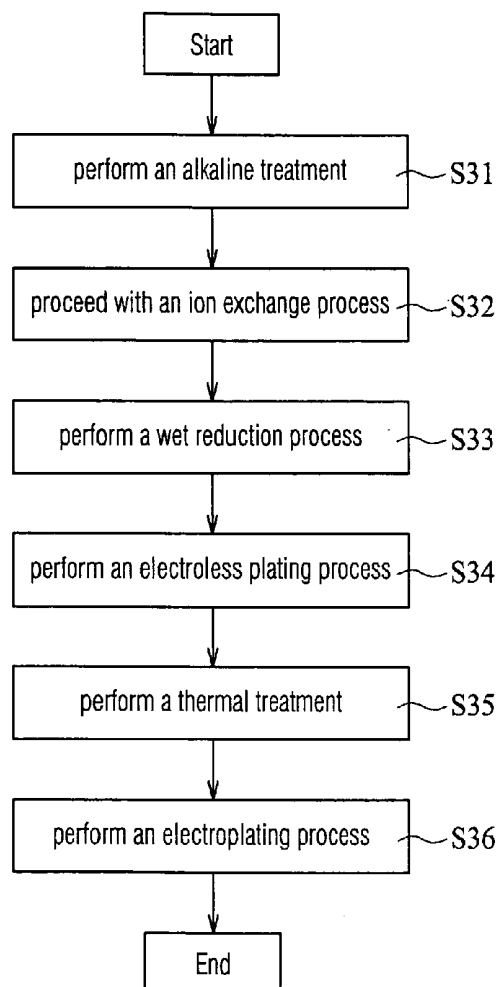 Start
perform an alkaline treatment S31
proceed with an ion exchange process S32
perform a wet reduction process S33
perform an electroless plating process S34
perform a thermal treatment S35
perform an electroplating process S36
End